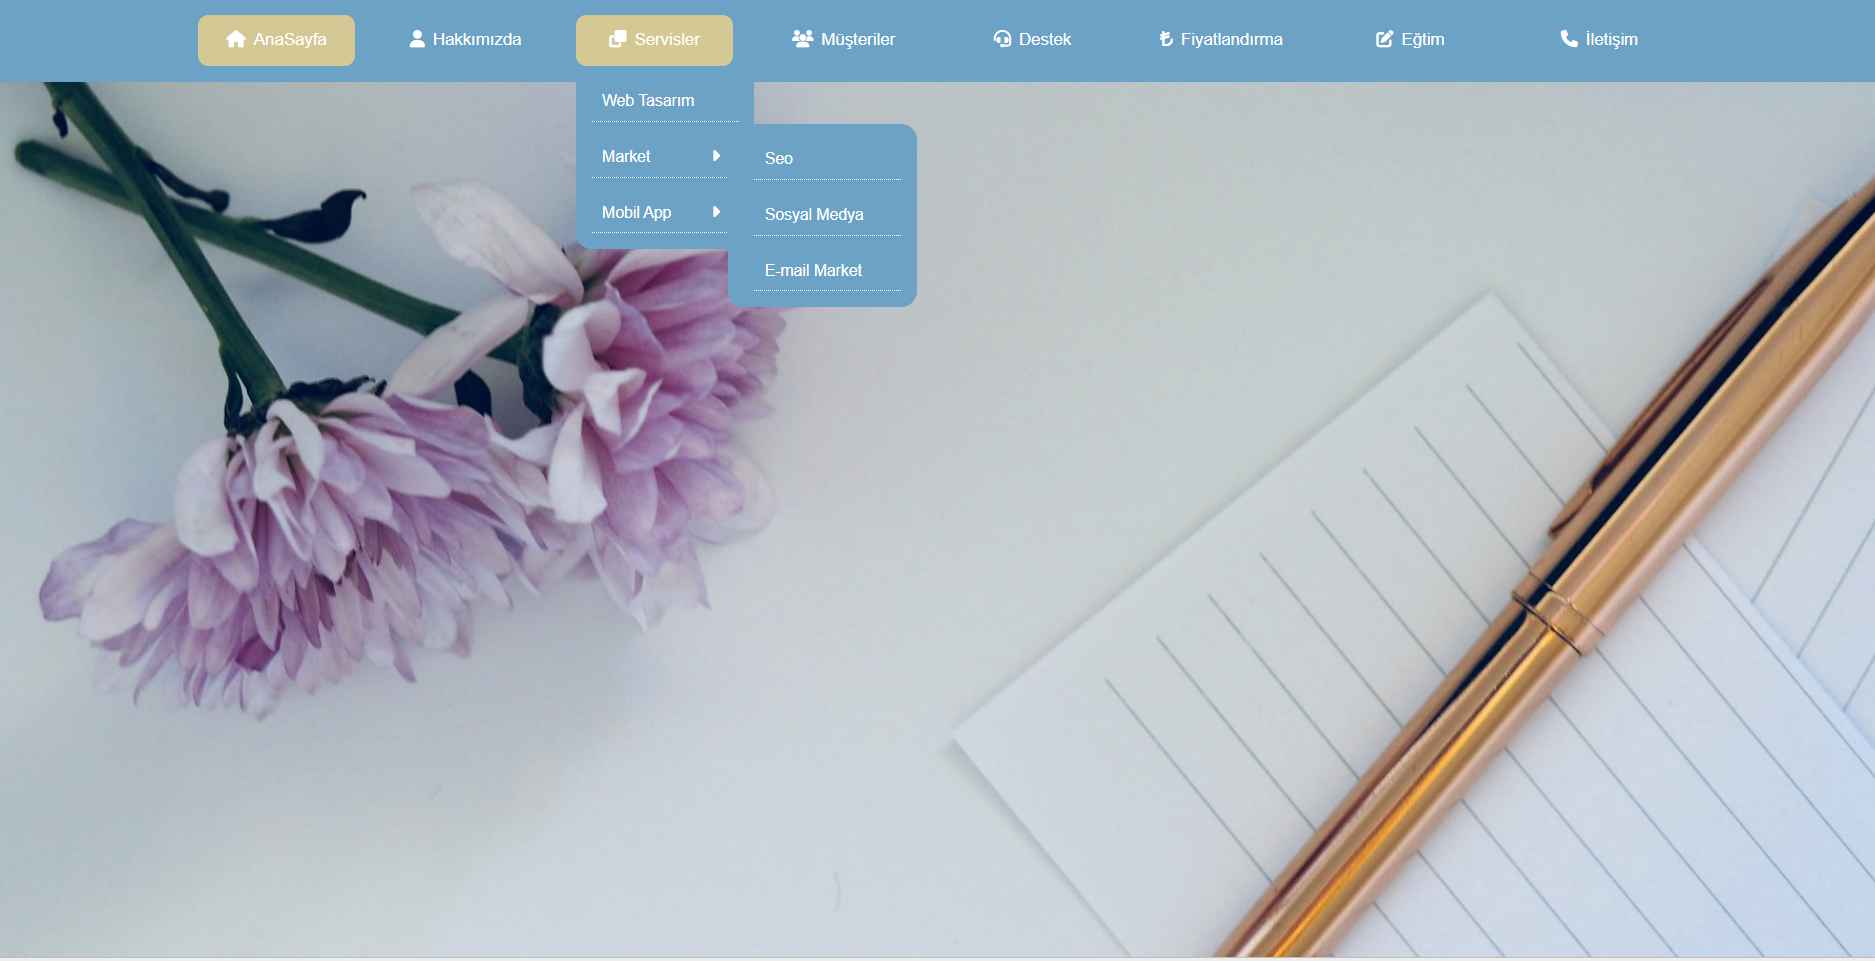 AnaSayfa Hakkımızda Servisler Müşteriler Destek Fiyatlandırma Eğtim İletişim
Web Tasarım
Market
Mobil App
Seo
Sosyal Medya
E-mail Market